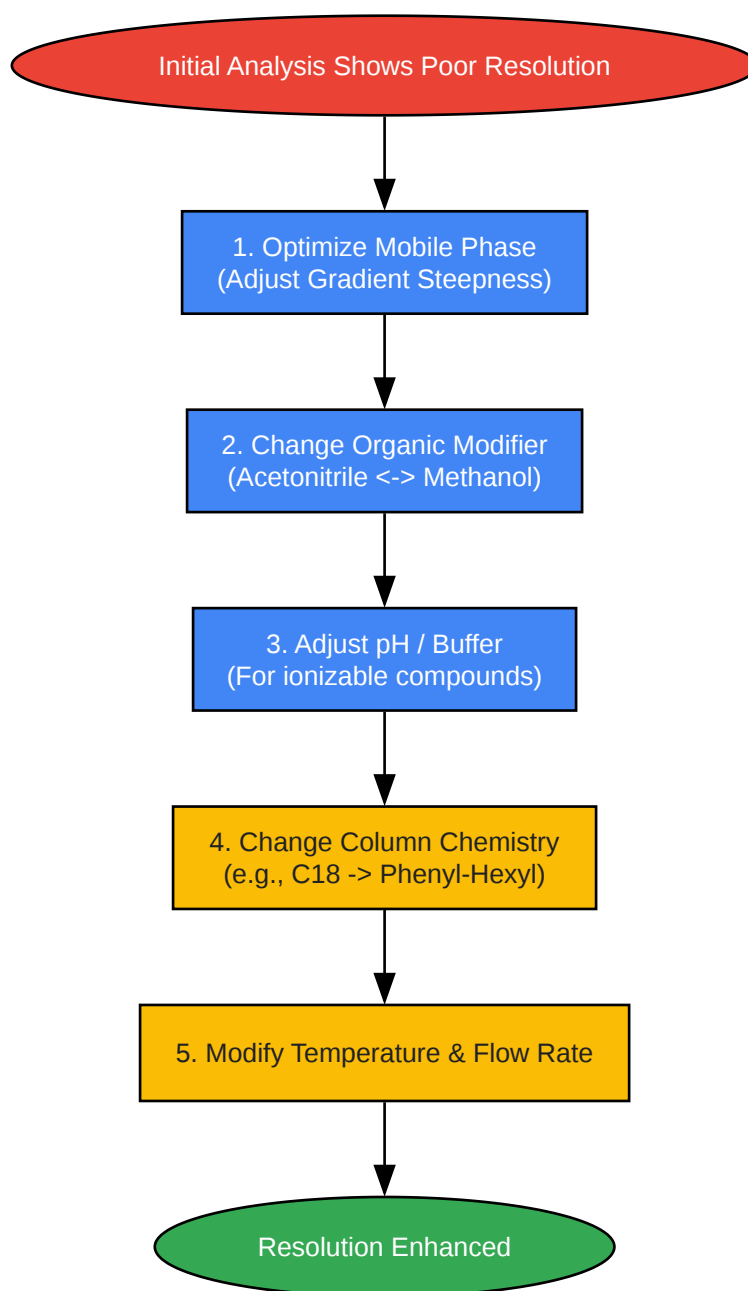 Initial Analysis Shows Poor Resolution
1. Optimize Mobile Phase
(Adjust Gradient Steepness)
2. Change Organic Modifier
(Acetonitrile <-> Methanol)
3. Adjust pH / Buffer
(For ionizable compounds)
4. Change Column Chemistry
(e.g., C18 -> Phenyl-Hexyl)
5. Modify Temperature & Flow Rate
Resolution Enhanced